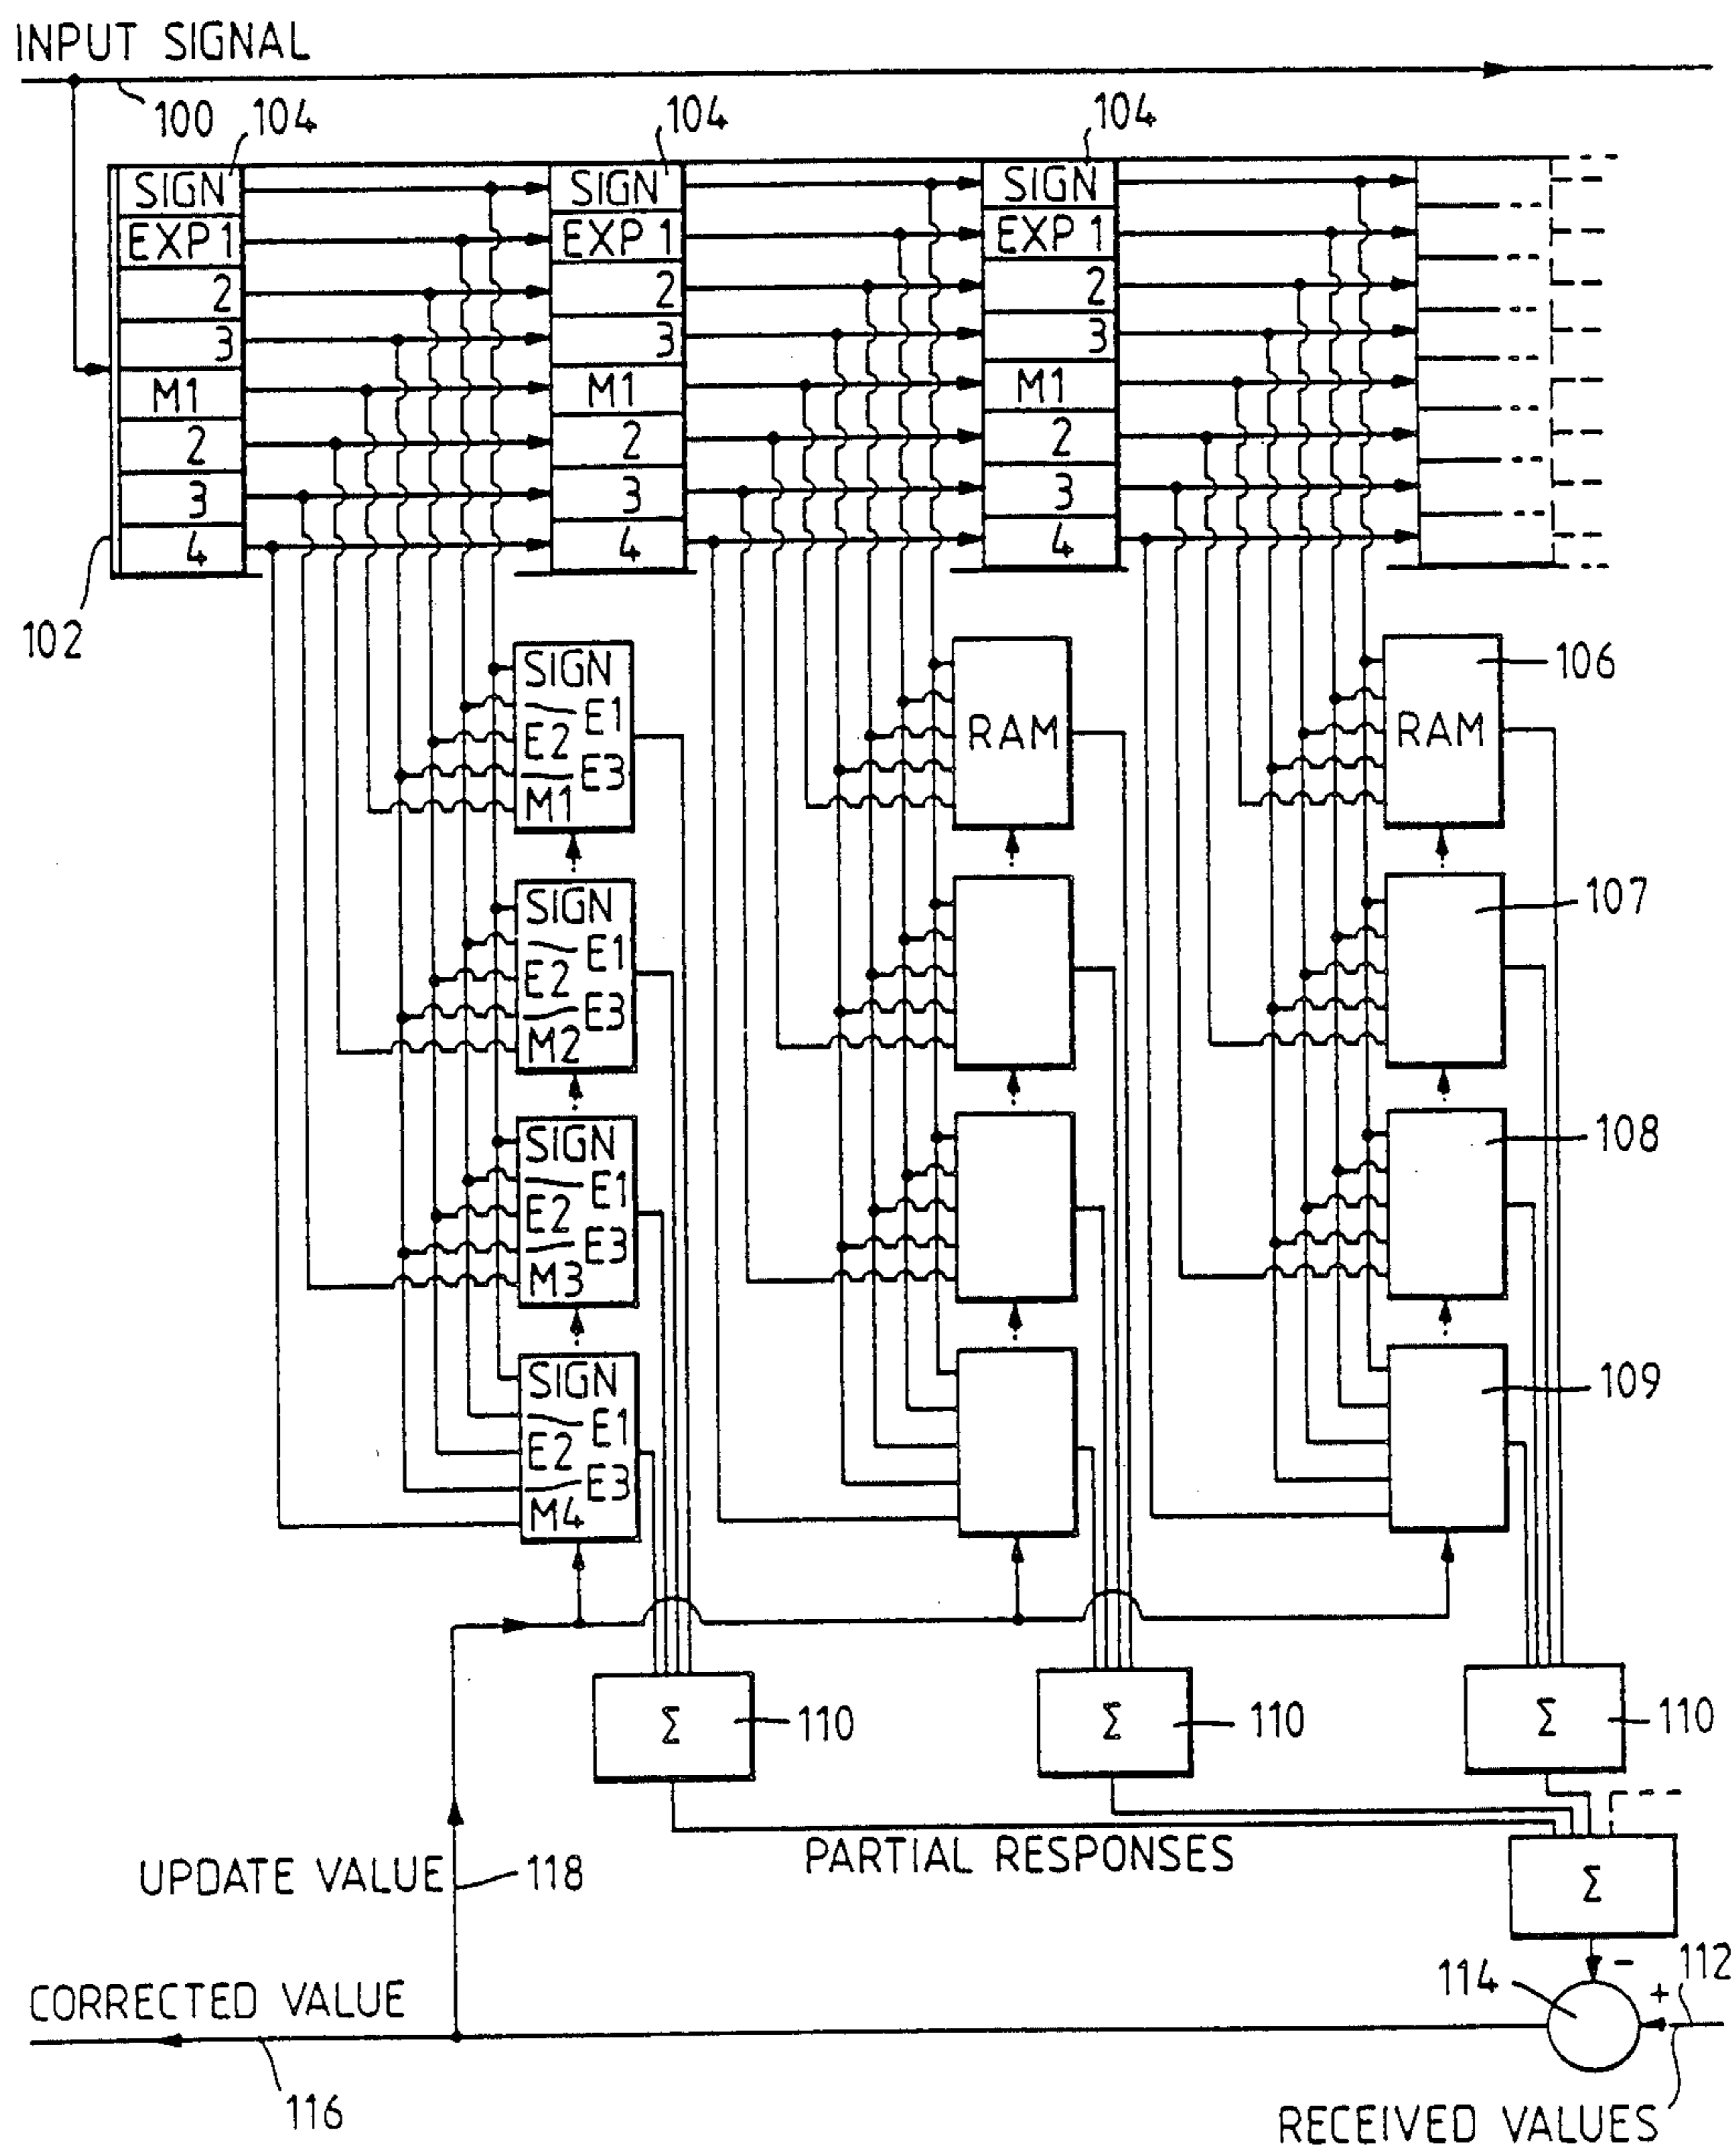 INPUT SIGNAL
100
104
104
104
SIGN
EXP 1
2
3
M1
2
3
4
SIGN
EXP 1
2
3
M1
2
3
4
SIGN
EXP 1
2
3
M1
2
3
4
102
SIGN
E1
E2
E3
M1
RAM
RAM
106
SIGN
E1
E2
E3
M2
107
SIGN
E1
E2
E3
M3
108
SIGN
E1
E2
E3
M4
109
Σ
110
Σ
110
Σ
110
PARTIAL RESPONSES
UPDATE VALUE
118
Σ
-
112
114
+
CORRECTED VALUE
116
RECEIVED VALUES